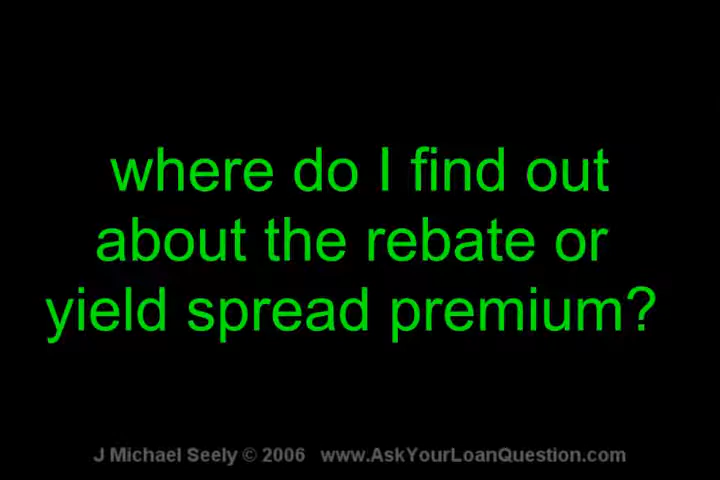 where do I find out
about the rebate or
yield spread premium?
J Michael Seely © 2006 www.AskYourLoanQuestion.com